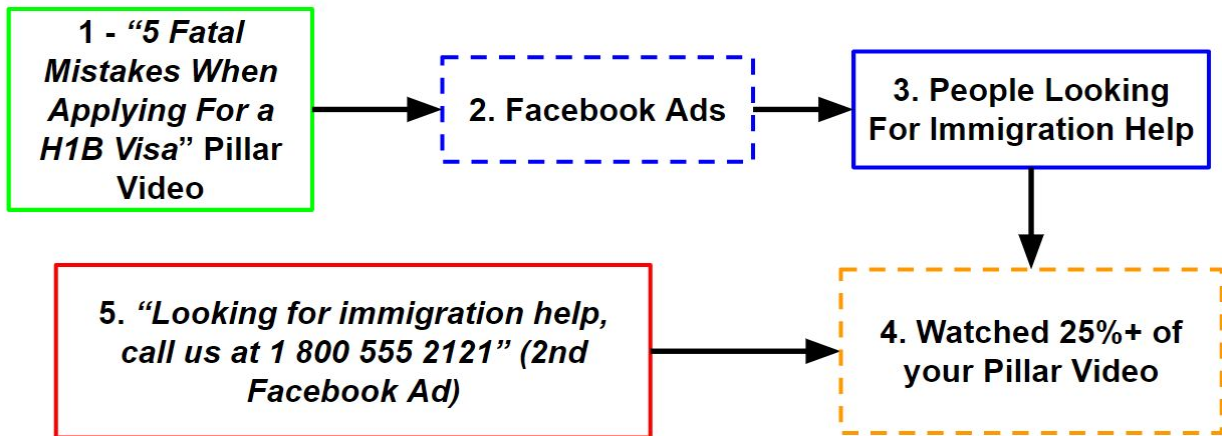 1 - “5 Fatal
Mistakes When
Applying For a
H1B Visa” Pillar
Video
2. Facebook Ads
3. People Looking
For Immigration Help
5. “Looking for immigration help,
call us at 1 800 555 2121” (2nd
Facebook Ad)
4. Watched 25%+ of
your Pillar Video